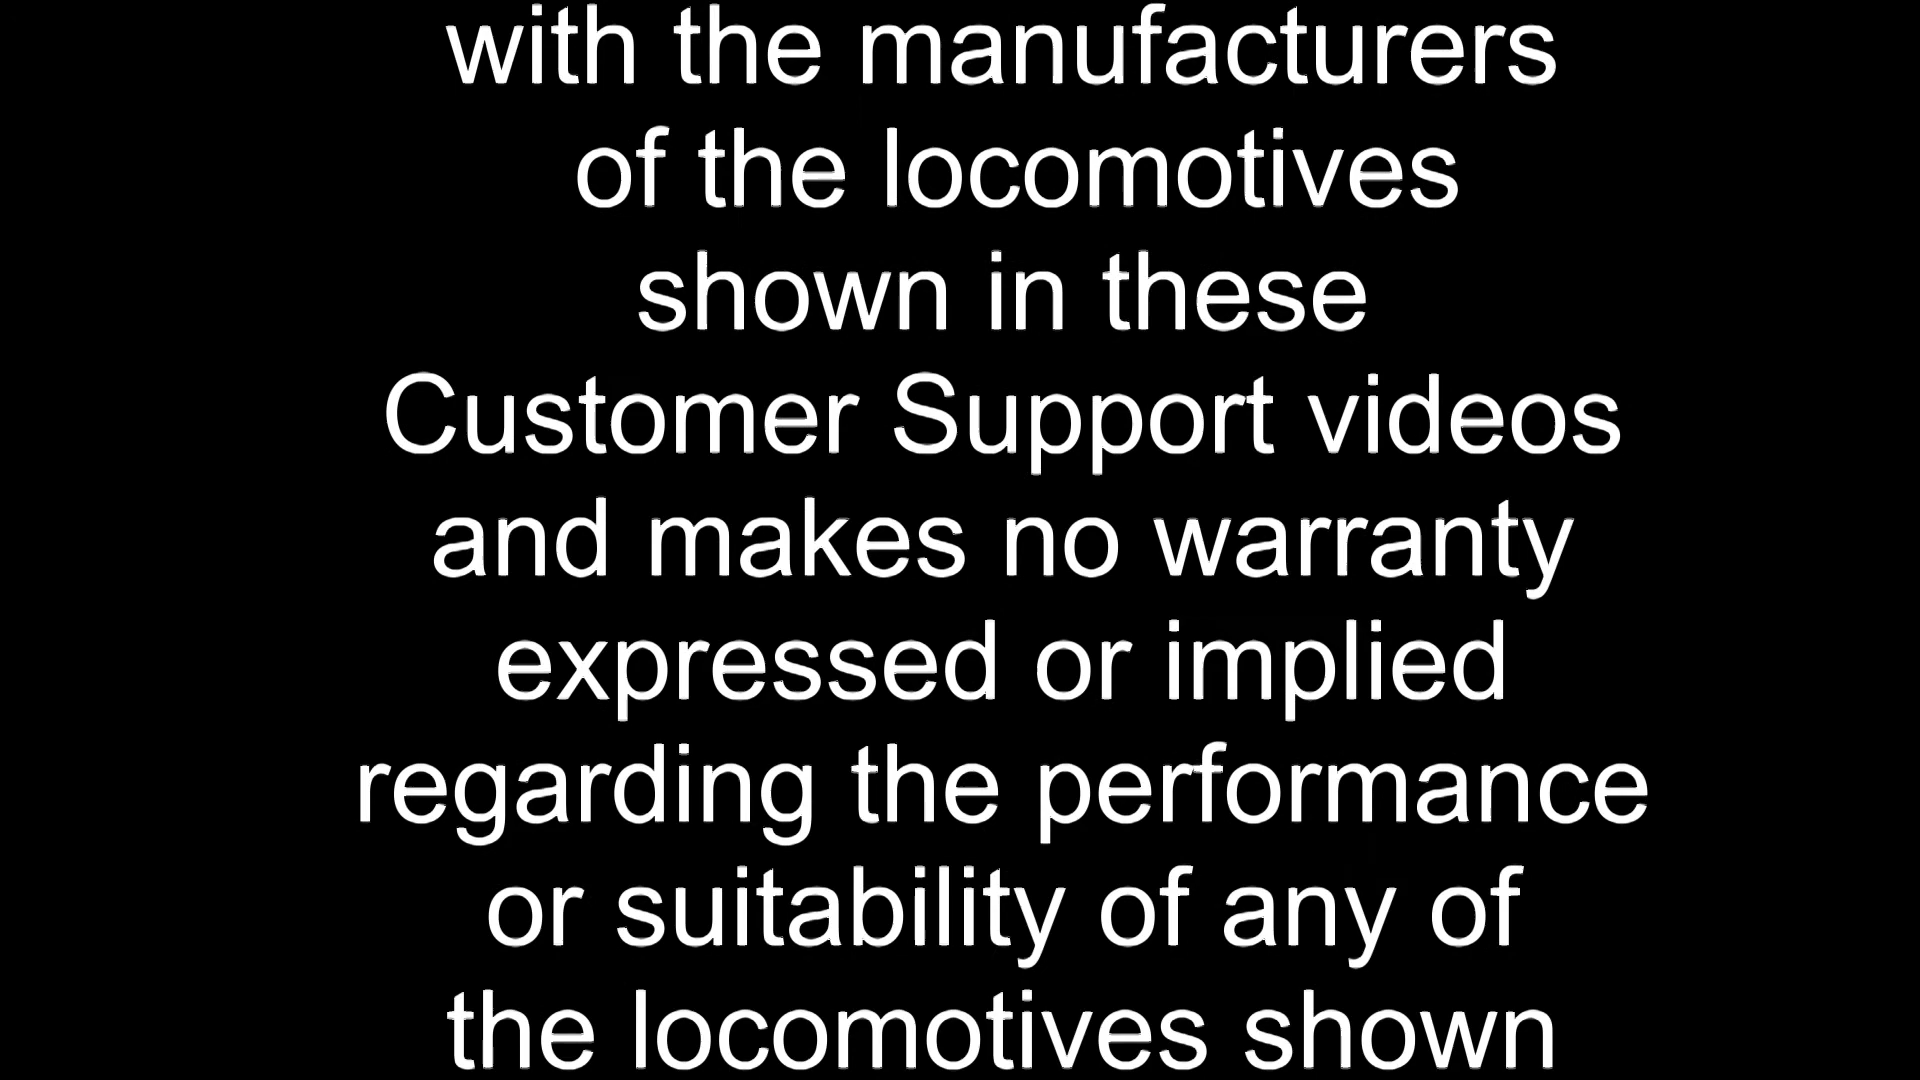 with the manufacturers
of the locomotives
shown in these
Customer Support videos
and makes no warranty
expressed or implied
regarding the performance
or suitability of any of
the locomotives shown